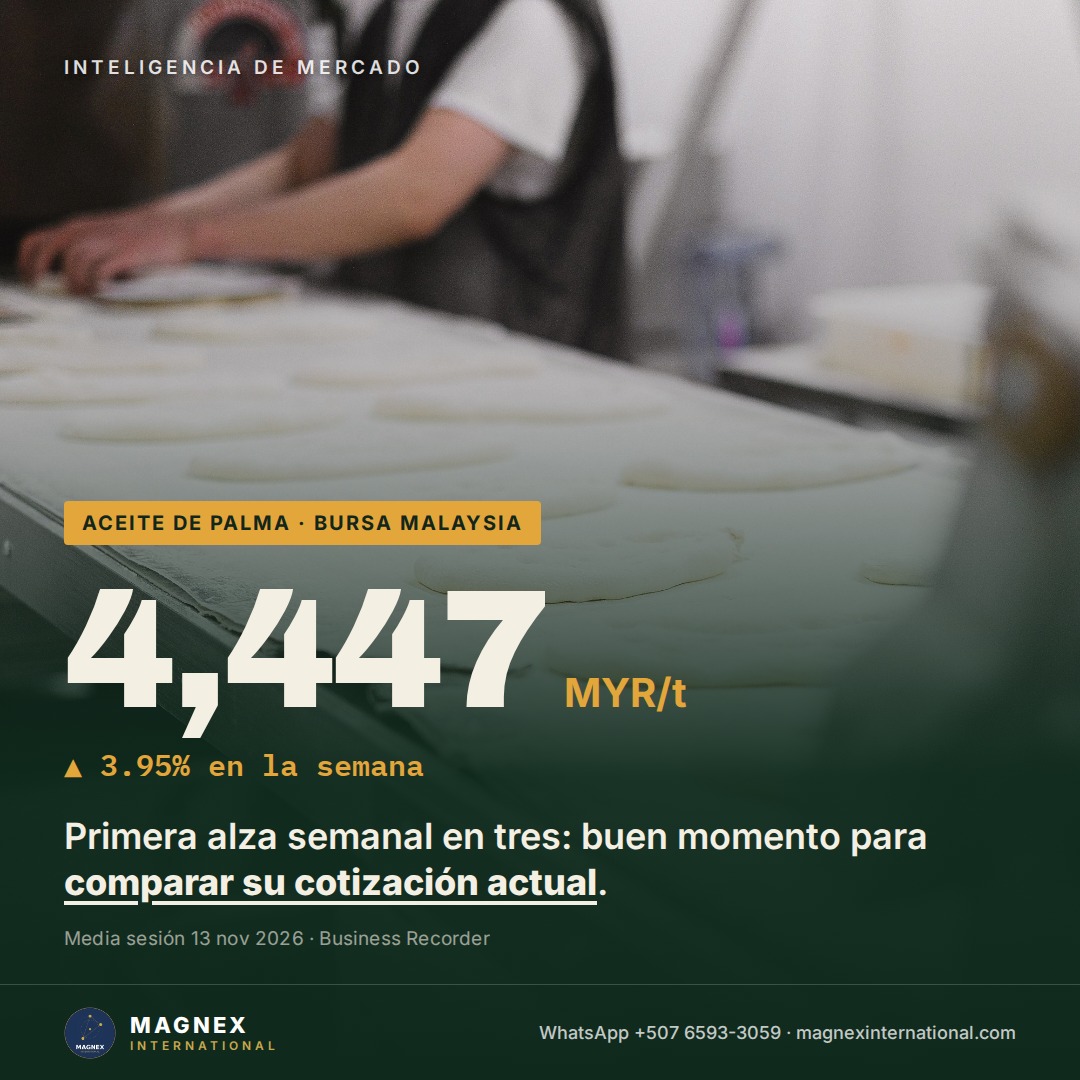 INTELIGENCIA DE MERCADO
ACEITE DE PALMA · BURSA MALAYSIA
4,447 MYR/t
▲ 3.95% en la semana
Primera alza semanal en tres: buen momento para
comparar su cotización actual.
Media sesión 13 nov 2026 · Business Recorder
MAGNEX
MAGNEX
INTERNATIONAL
WhatsApp +507 6593-3059 · magnexinternational.com